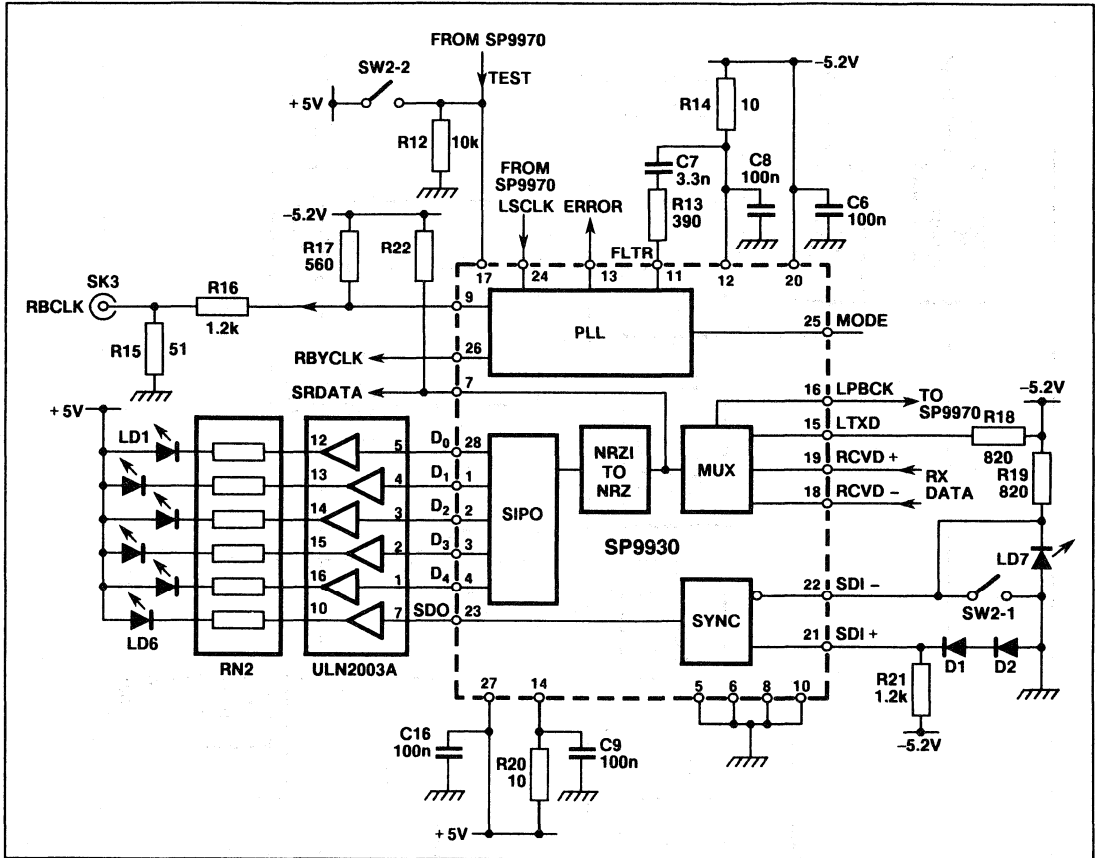 FROM SP9970
TEST
SW2-2
+ 5V
R12
10k
−5.2V
R14
10
C7
3.3n
C8
100n
C6
100n
R13
390
FROM
SP9970
LSCLK
ERROR
FLTR
−5.2V
R17
560
R22
17
24
13
11
12
20
SK3
RBCLK
R16
1.2k
R15
51
9
PLL
25
MODE
RBYCLK
26
SRDATA
7
16
LPBCK
TO
SP9970
−5.2V
15
LTXD
R18
820
R19
820
19
RCVD +
18
RCVD −
RX
DATA
+ 5V
LD1
12
5
D0
28
13
4
D1
1
14
3
D2
2
15
2
D3
3
16
1
D4
4
10
7
SDO
23
LD6
RN2
ULN2003A
SIPO
NRZI
TO
NRZ
MUX
SP9930
LD7
22
SDI −
SW2-1
SYNC
21
SDI +
D1
D2
R21
1.2k
−5.2V
27
14
5
6
8
10
C16
100n
R20
10
C9
100n
+ 5V